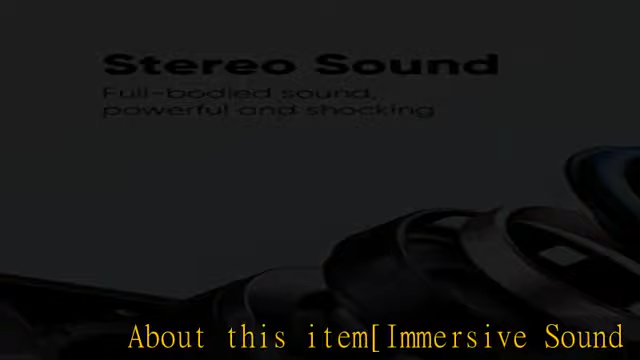 Stereo Sound
Full-bodied sound,
powerful and shocking
About this item[Immersive Sound